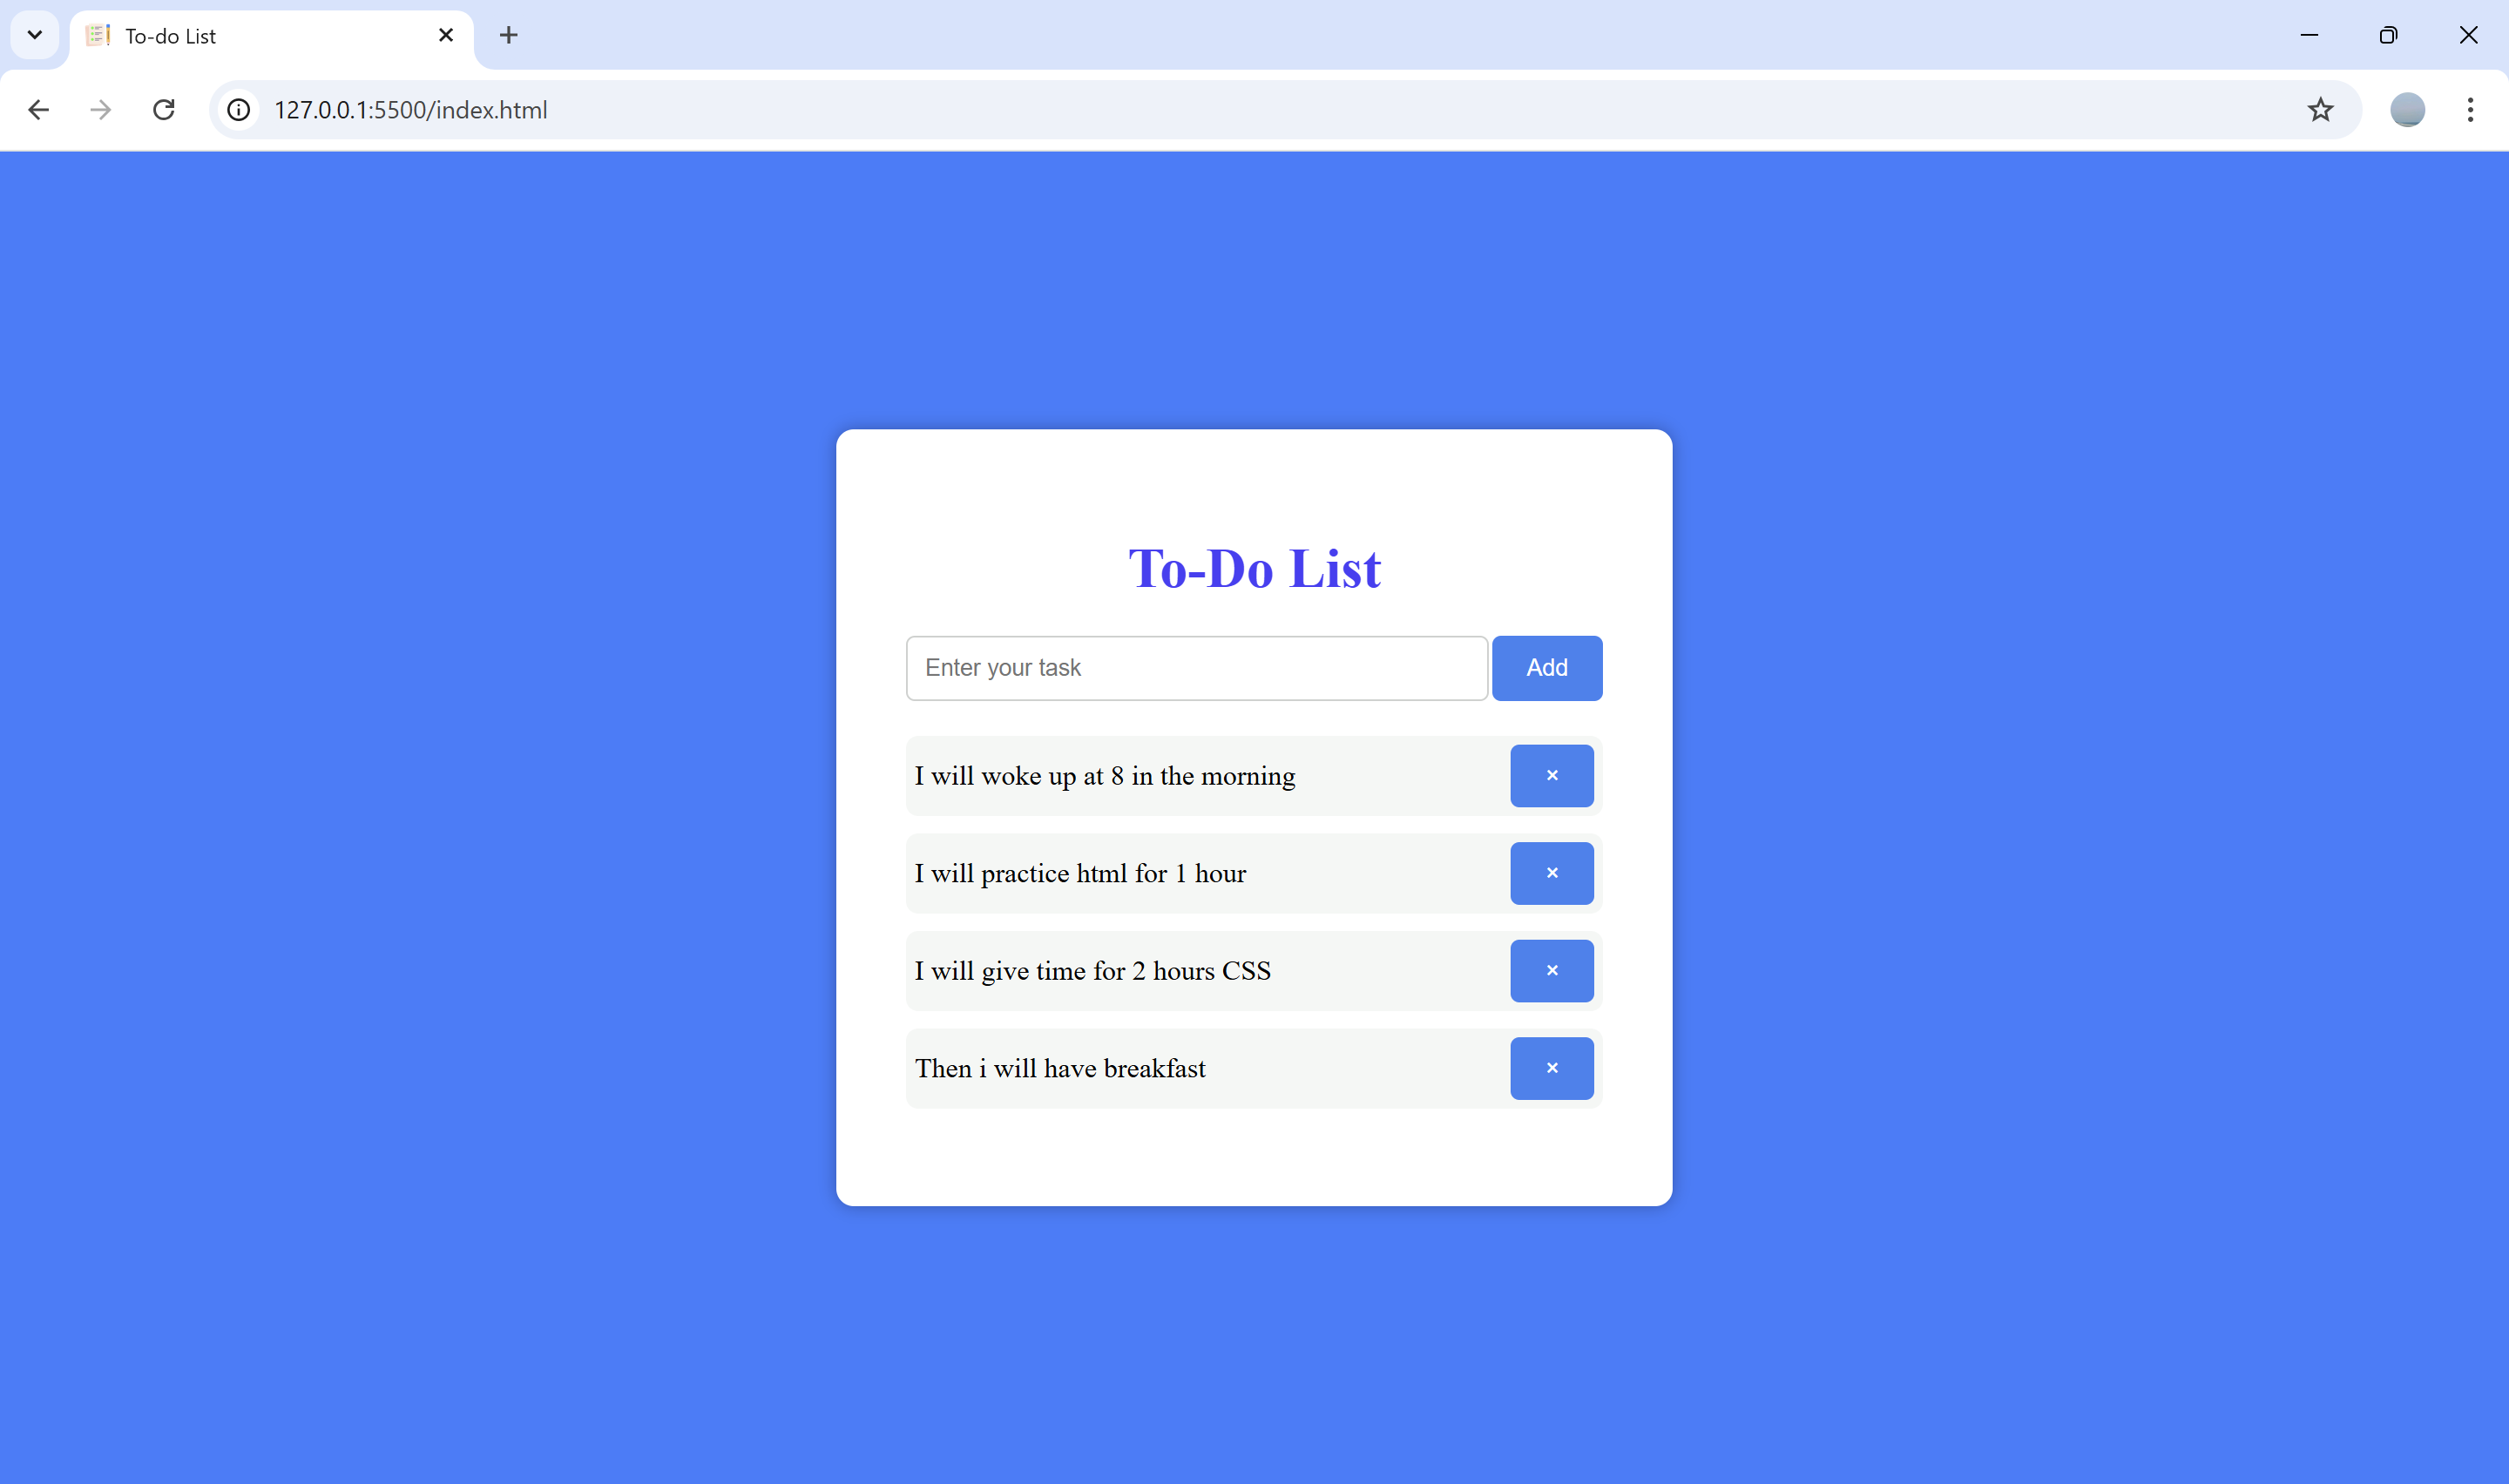 To-do List
127.0.0.1:5500/index.html
To-Do List
Enter your task
Add
I will woke up at 8 in the morning
×
I will practice html for 1 hour
×
I will give time for 2 hours CSS
×
Then i will have breakfast
×